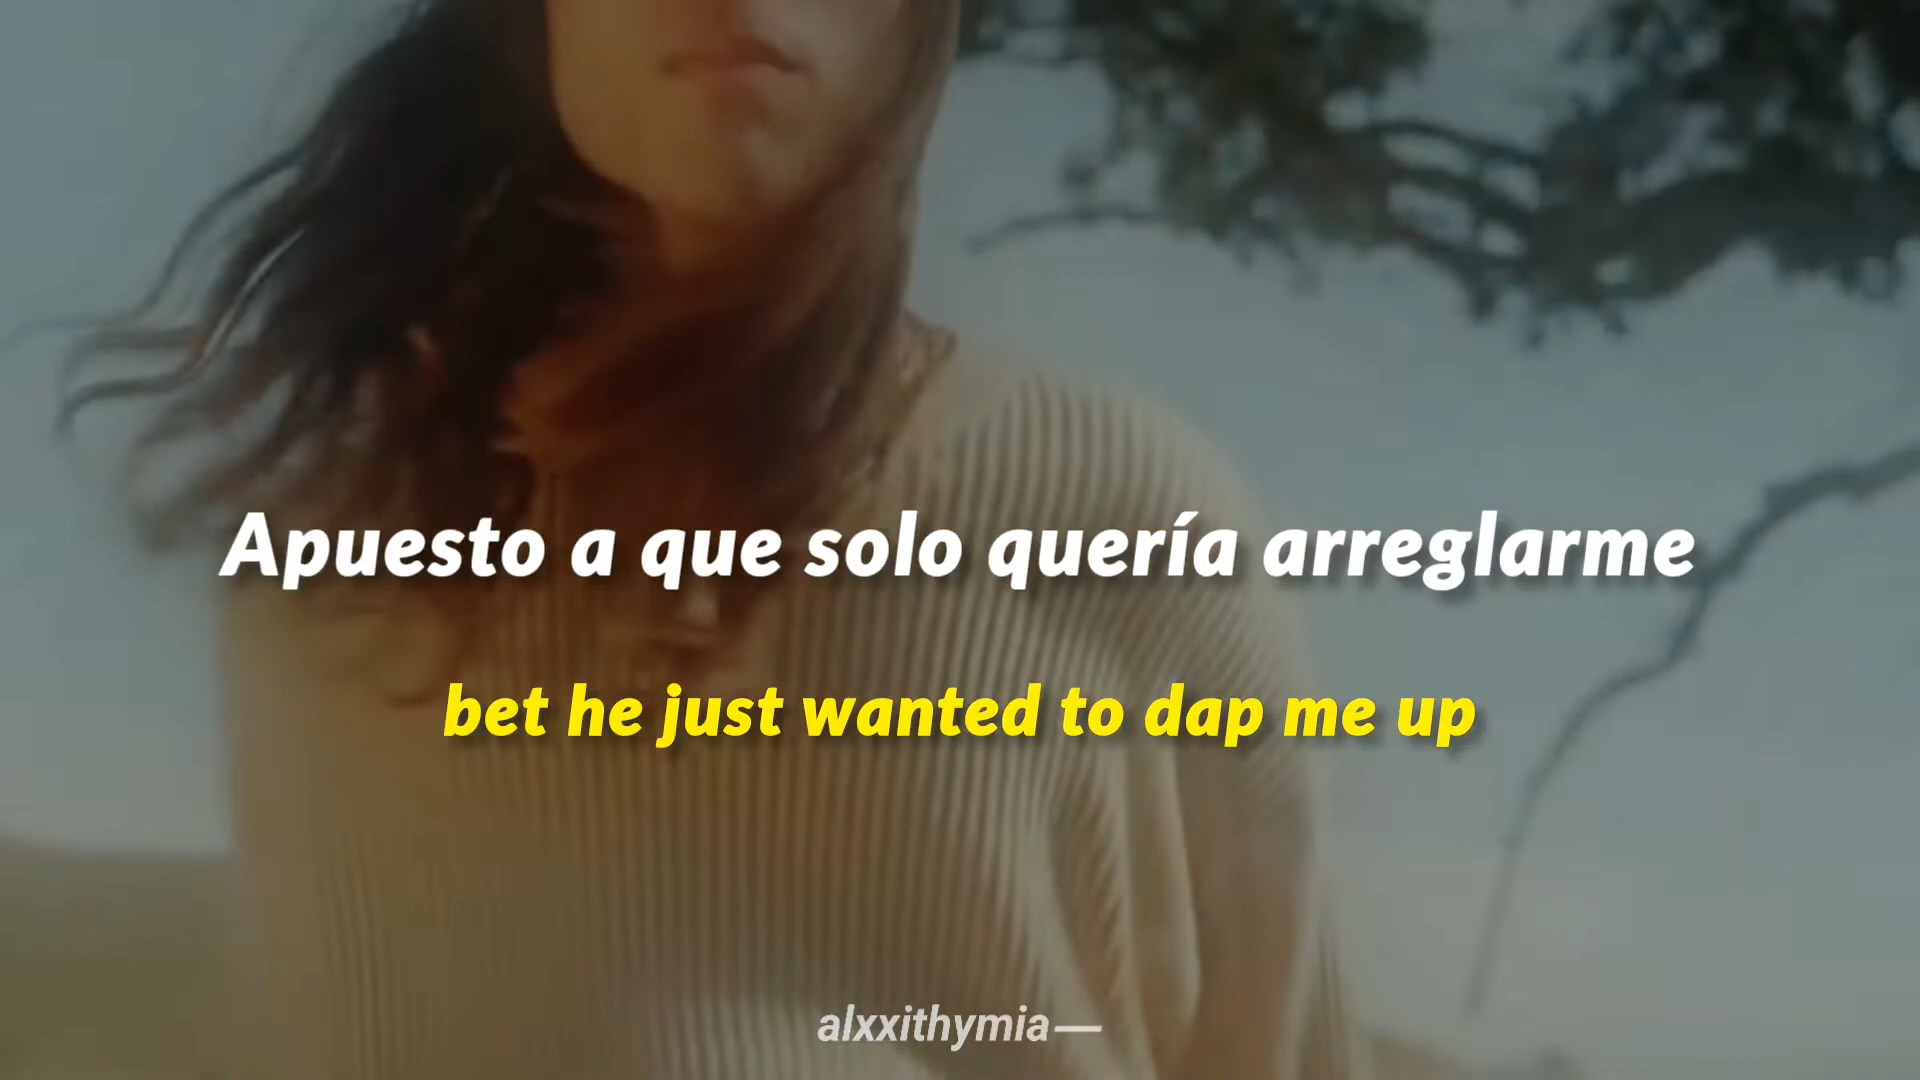 Apuesto a que solo quería arreglarme
bet he just wanted to dap me up
alxxithymia—